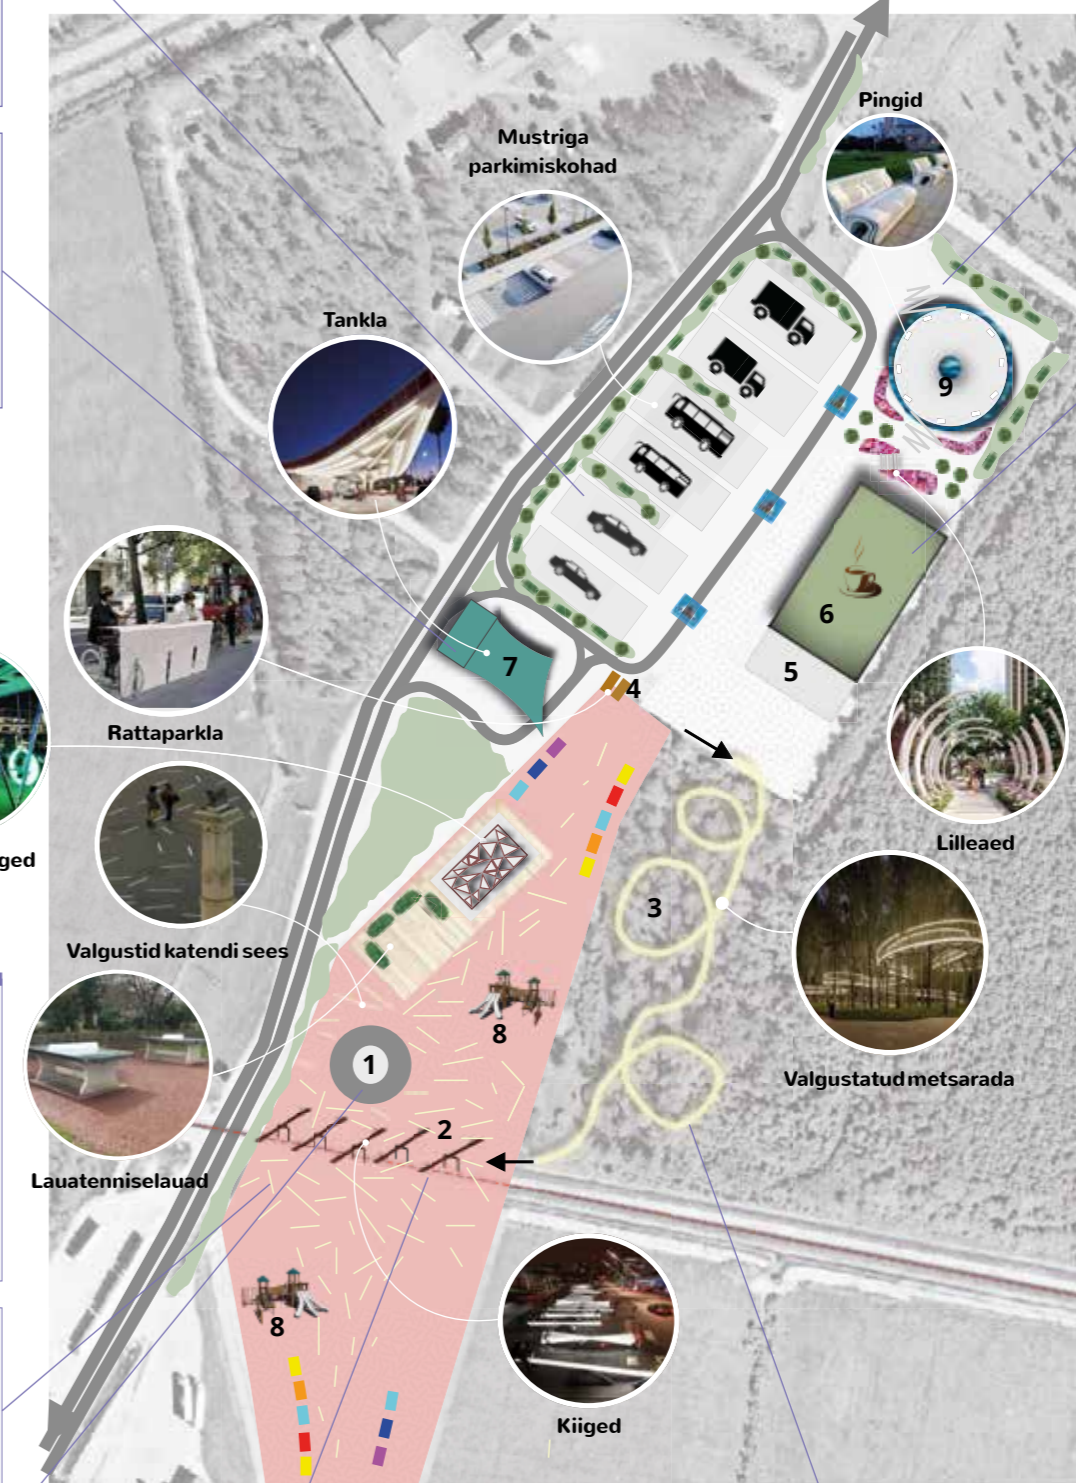 Pingid
Mustriga
parkimiskohad
Tankla
9
6
7
5
4
Rattaparkla
Lilleaed
ged
3
Valgustid katendi sees
8
1
Valgustatud metsarada
2
Lauatenniselauad
8
Kiiged